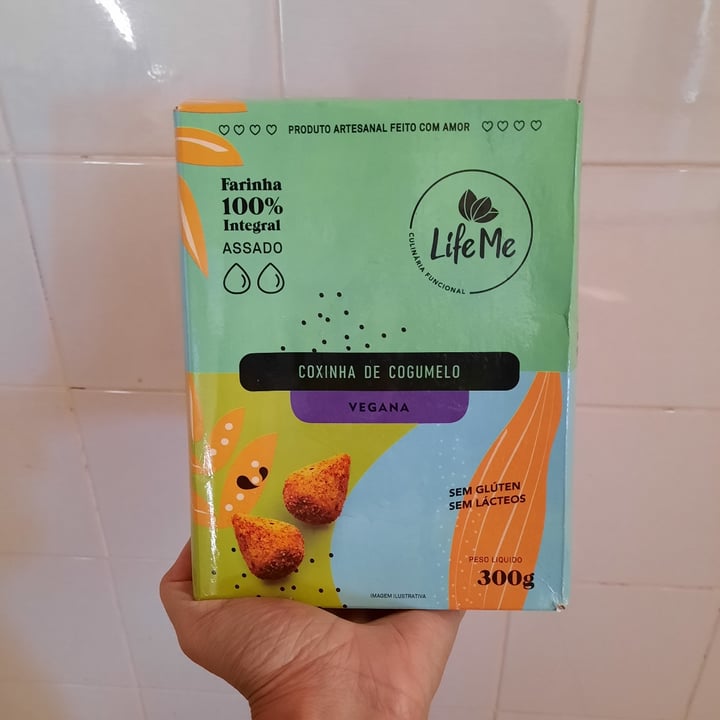 PRODUTO ARTESANAL FEITO COM AMOR
Farinha
100%
Integral
ASSADO
Life Me
CULINÁRIA FUNCIONAL
COXINHA DE COGUMELO
VEGANA
SEM GLÚTEN
SEM LÁCTEOS
PESO LÍQUIDO
300g
IMAGEM ILUSTRATIVA